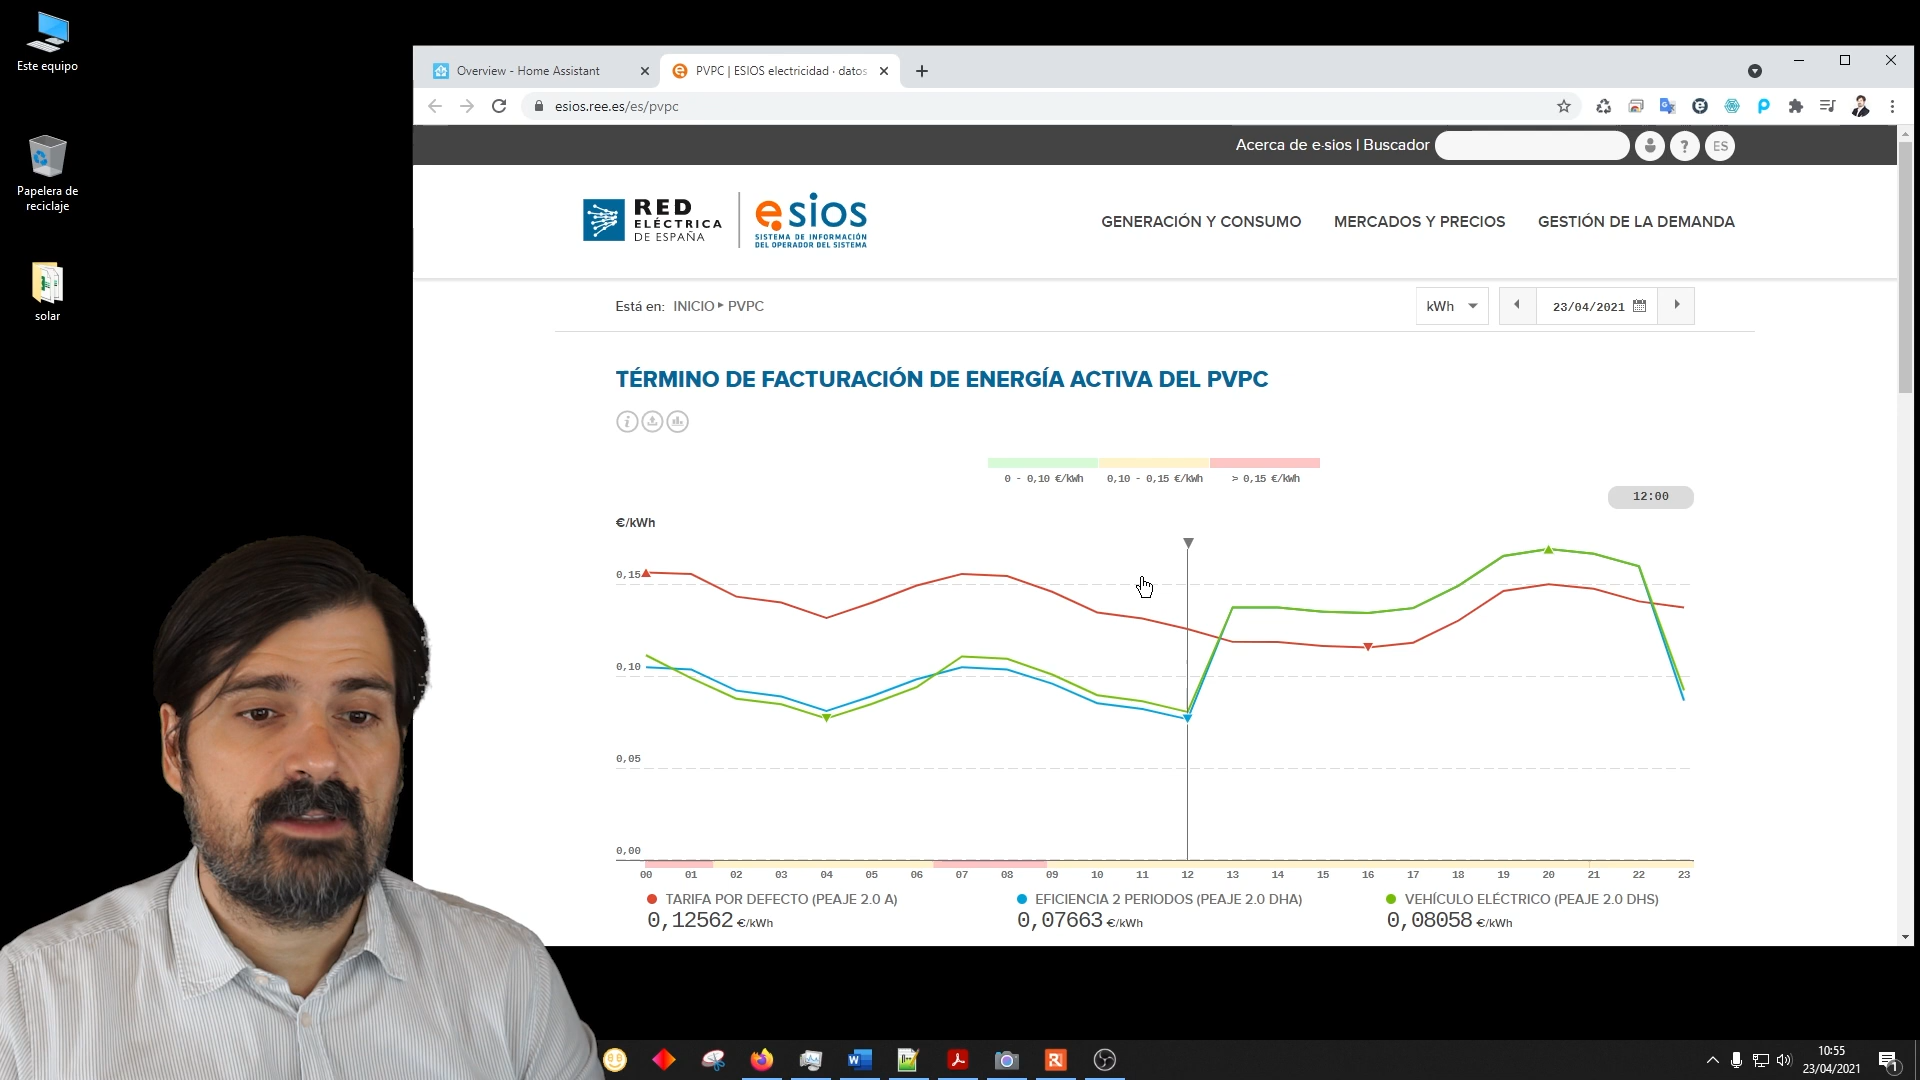 Este equipo
Papelera de
reciclaje
solar
Overview - Home Assistant
PVPC | ESIOS electricidad · datos
esios.ree.es/es/pvpc
Acerca de e·sios | Buscador
?
ES
RED
ELÉCTRICA
DE ESPAÑA
esios
SISTEMA DE INFORMACIÓN
DEL OPERADOR DEL SISTEMA
GENERACIÓN Y CONSUMO
MERCADOS Y PRECIOS
GESTIÓN DE LA DEMANDA
Está en: INICIO ▸ PVPC
kWh
23/04/2021
TÉRMINO DE FACTURACIÓN DE ENERGÍA ACTIVA DEL PVPC
0 - 0,10 €/kWh
0,10 - 0,15 €/kWh
> 0,15 €/kWh
12:00
€/kWh
0,15
0,10
0,05
0,00
00 01 02 03 04 05 06 07 08 09 10 11 12 13 14 15 16 17 18 19 20 21 22 23
TARIFA POR DEFECTO (PEAJE 2.0 A)
0,12562 €/kWh
EFICIENCIA 2 PERIODOS (PEAJE 2.0 DHA)
0,07663 €/kWh
VEHÍCULO ELÉCTRICO (PEAJE 2.0 DHS)
0,08058 €/kWh
10:55
23/04/2021
1